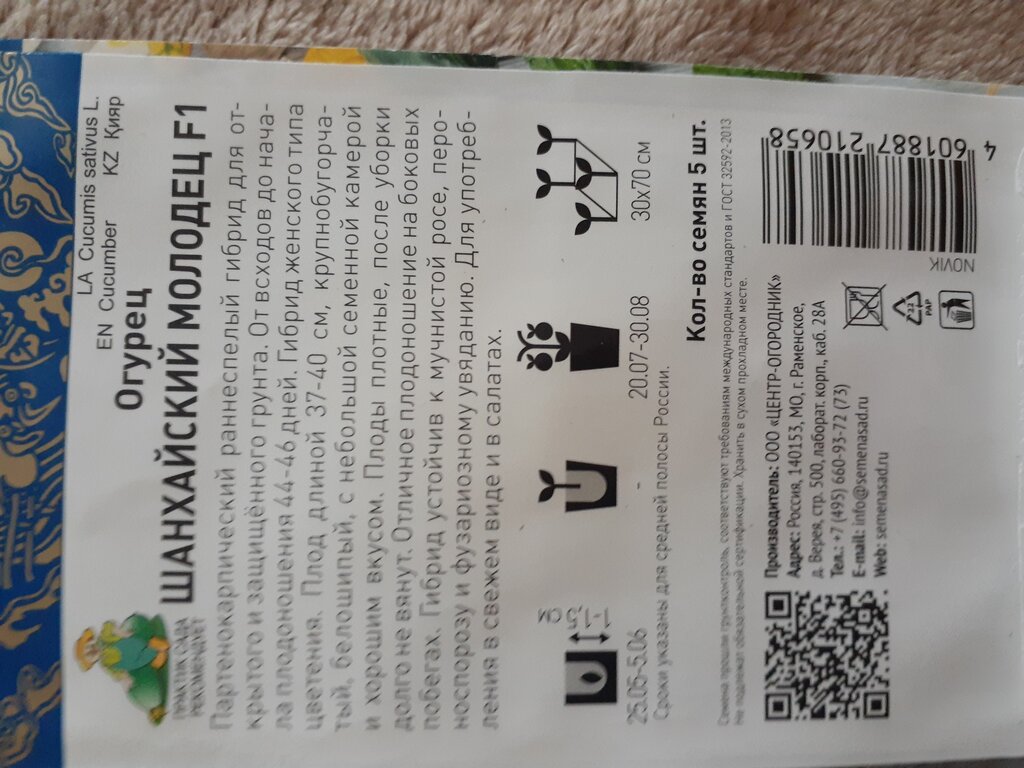 LA Cucumis sativus L.
EN Cucumber KZ Қияр
Огурец
ШАНХАЙСКИЙ МОЛОДЕЦ F1
ПРАКТИК САДА
РЕКОМЕНДУЕТ
Партенокарпический раннеспелый гибрид для от-
крытого и защищённого грунта. От всходов до нача-
ла плодоношения 44-46 дней. Гибрид женского типа
цветения. Плод длиной 37-40 см, крупнобугорча-
тый, белошипый, с небольшой семенной камерой
и хорошим вкусом. Плоды плотные, после уборки
долго не вянут. Отличное плодоношение на боковых
побегах. Гибрид устойчив к мучнистой росе, перо-
носпорозу и фузариозному увяданию. Для употреб-
ления в свежем виде и в салатах.
25.05-5.06 - 20.07-30.08 30x70 см
Сроки указаны для средней полосы России.
Кол-во семян 5 шт.
Семена прошли грунтконтроль, соответствуют требованиям международных стандартов и ГОСТ 32592-2013
Не подлежат обязательной сертификации. Хранить в сухом прохладном месте.
Производитель: ООО «ЦЕНТР-ОГОРОДНИК»
Адрес: Россия, 140153, МО, г. Раменское,
д. Верея, стр. 500, лаборат. корп., каб. 28А
Тел.: +7 (495) 660-93-72 (73)
E-mail: info@semenasad.ru
Web: semenasad.ru
PAP
NOVIK
4 601887 210658